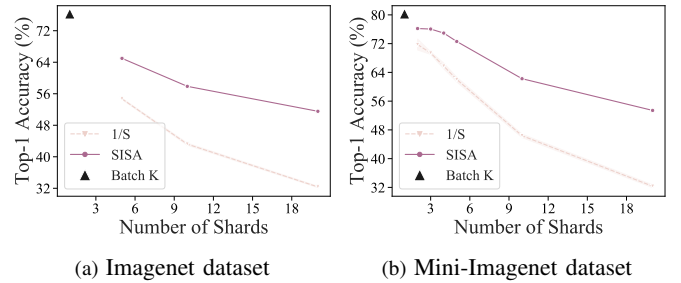 Top-1 Accuracy (%)
72
64
56
48
40
32
1/S
SISA
Batch K
3 6 9 12 15 18
Number of Shards
(a) Imagenet dataset
Top-1 Accuracy (%)
80
72
64
56
48
40
32
1/S
SISA
Batch K
3 6 9 12 15 18
Number of Shards
(b) Mini-Imagenet dataset